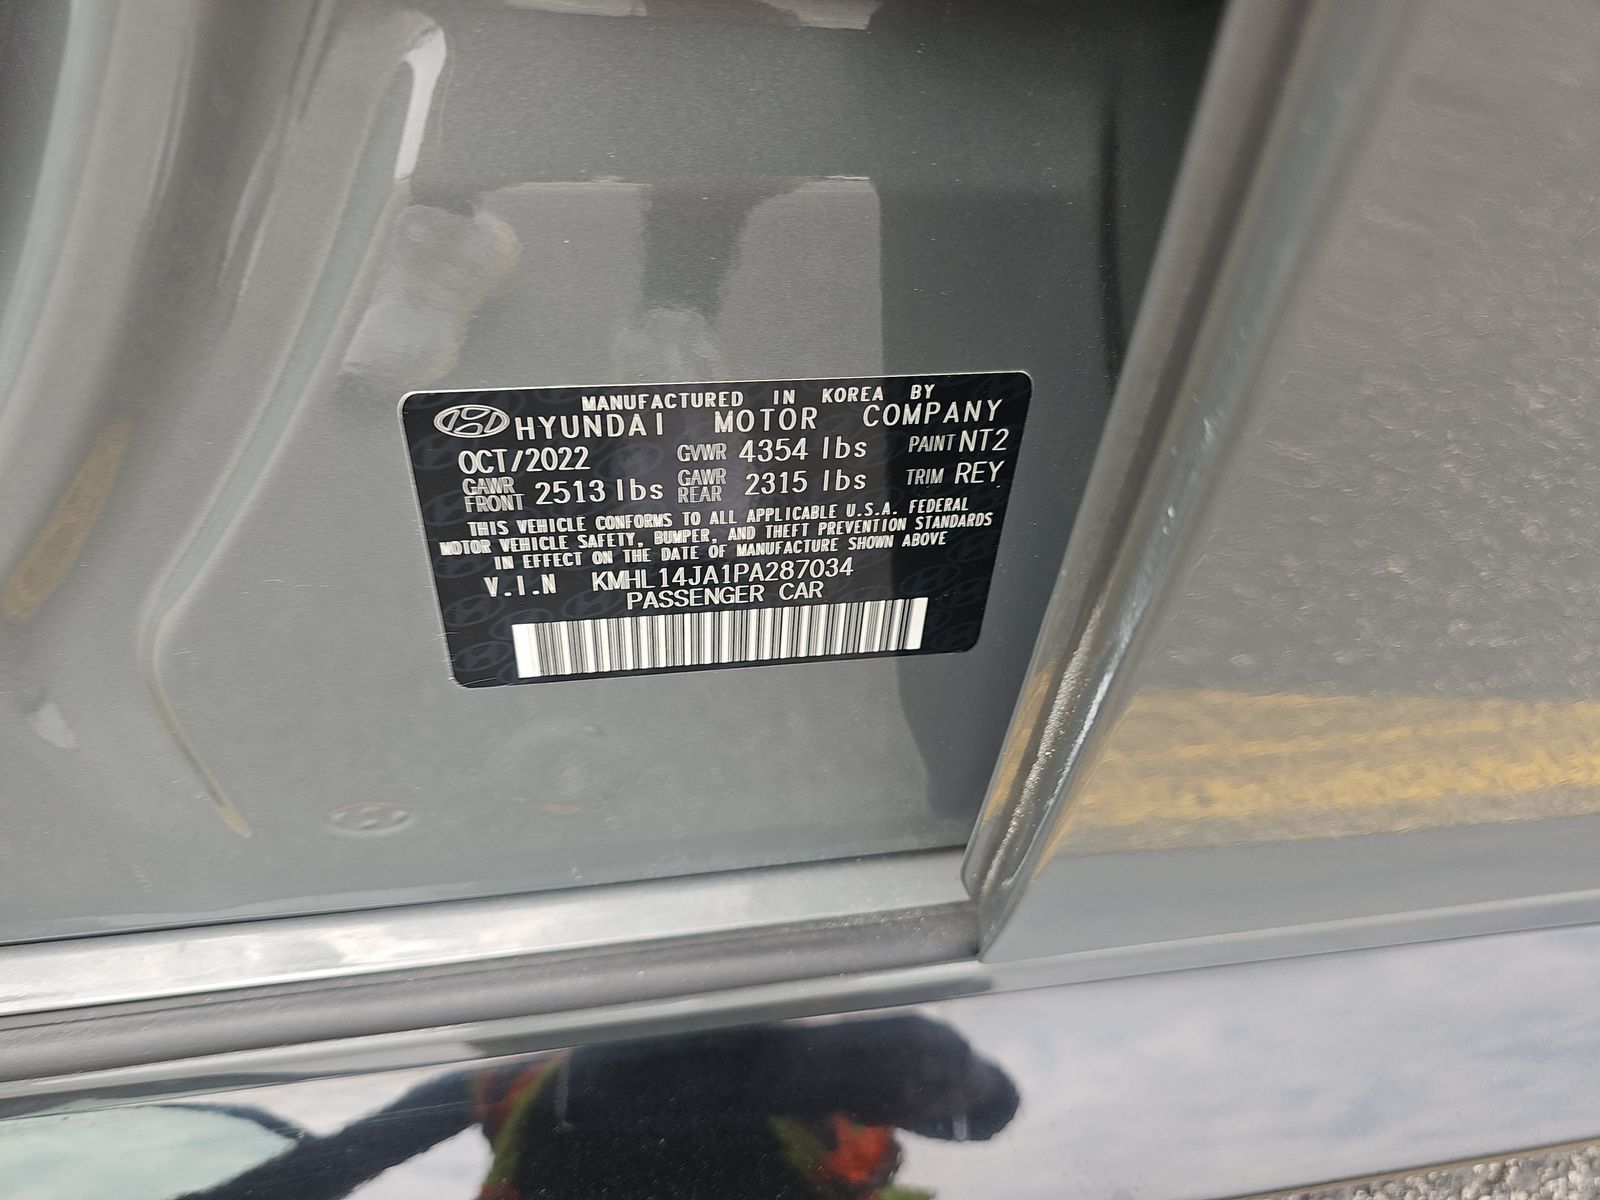 MANUFACTURED IN KOREA BY
HYUNDAI MOTOR COMPANY
OCT/2022 GVWR 4354 lbs PAINT NT2
GAWR FRONT 2513 lbs GAWR REAR 2315 lbs TRIM REY
THIS VEHICLE CONFORMS TO ALL APPLICABLE U.S.A. FEDERAL
MOTOR VEHICLE SAFETY, BUMPER, AND THEFT PREVENTION STANDARDS
IN EFFECT ON THE DATE OF MANUFACTURE SHOWN ABOVE
V.I.N KMHL14JA1PA287034
PASSENGER CAR